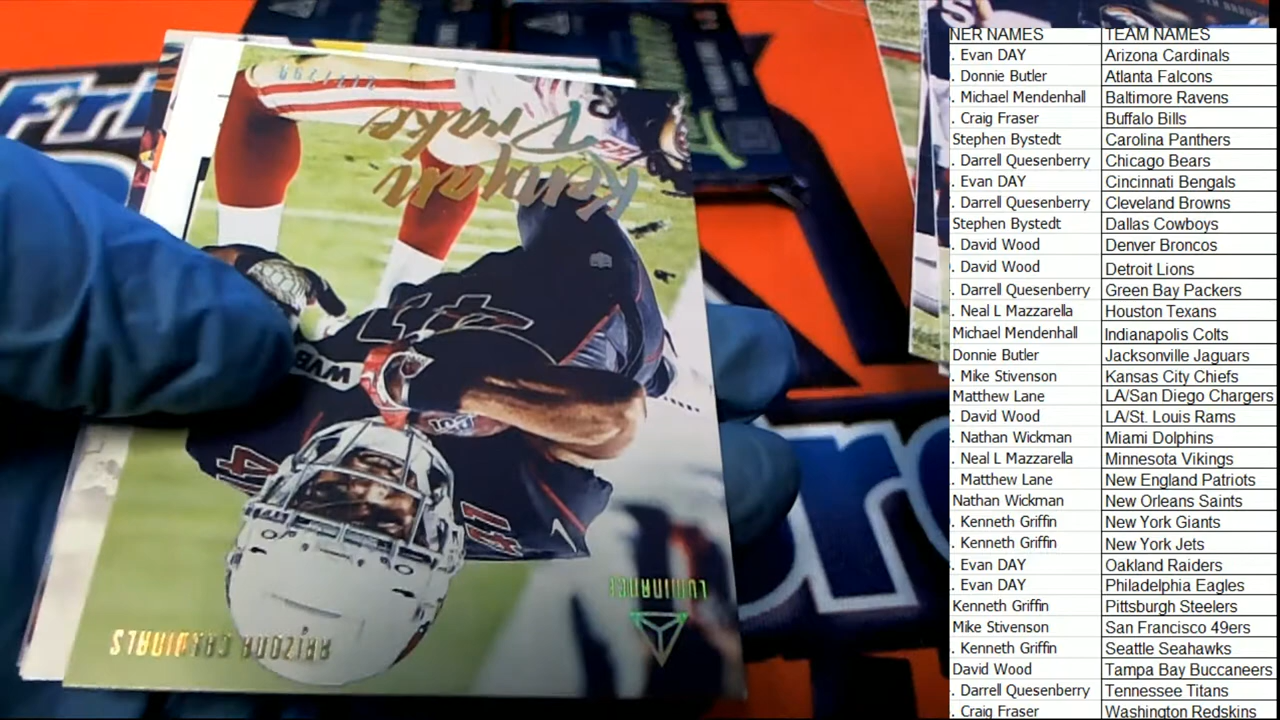 NER NAMES TEAM NAMES
. Evan DAY Arizona Cardinals
. Donnie Butler Atlanta Falcons
. Michael Mendenhall Baltimore Ravens
. Craig Fraser Buffalo Bills
Stephen Bystedt Carolina Panthers
. Darrell Quesenberry Chicago Bears
. Evan DAY Cincinnati Bengals
. Darrell Quesenberry Cleveland Browns
Stephen Bystedt Dallas Cowboys
. David Wood Denver Broncos
. David Wood Detroit Lions
. Darrell Quesenberry Green Bay Packers
. Neal L Mazzarella Houston Texans
Michael Mendenhall Indianapolis Colts
Donnie Butler Jacksonville Jaguars
. Mike Stivenson Kansas City Chiefs
Matthew Lane LA/San Diego Chargers
. David Wood LA/St. Louis Rams
. Nathan Wickman Miami Dolphins
. Neal L Mazzarella Minnesota Vikings
. Matthew Lane New England Patriots
Nathan Wickman New Orleans Saints
. Kenneth Griffin New York Giants
. Kenneth Griffin New York Jets
. Evan DAY Oakland Raiders
. Evan DAY Philadelphia Eagles
Kenneth Griffin Pittsburgh Steelers
Mike Stivenson San Francisco 49ers
. Kenneth Griffin Seattle Seahawks
David Wood Tampa Bay Buccaneers
. Darrell Quesenberry Tennessee Titans
. Craig Fraser Washington Redskins
Kenyan
Drake
41
41
LUMINANCE
ARIZONA CARDINALS